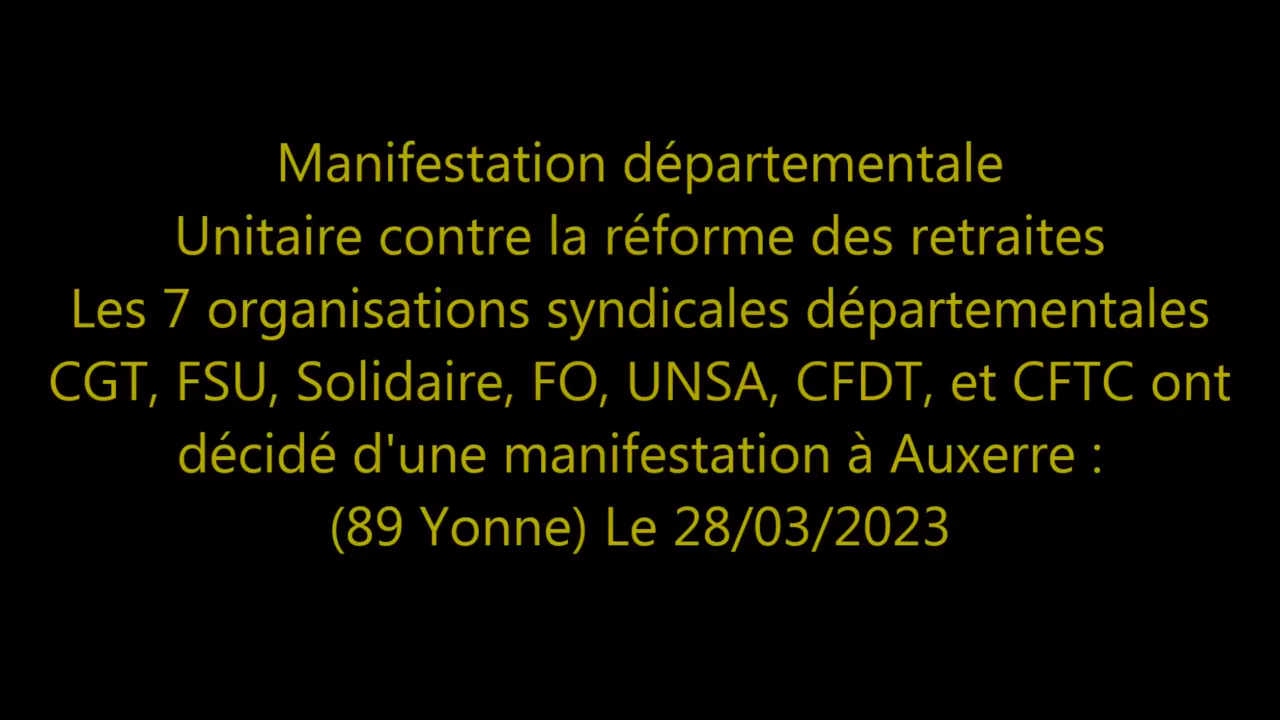 Manifestation départementale
Unitaire contre la réforme des retraites
Les 7 organisations syndicales départementales
CGT, FSU, Solidaire, FO, UNSA, CFDT, et CFTC ont
décidé d'une manifestation à Auxerre :
(89 Yonne) Le 28/03/2023